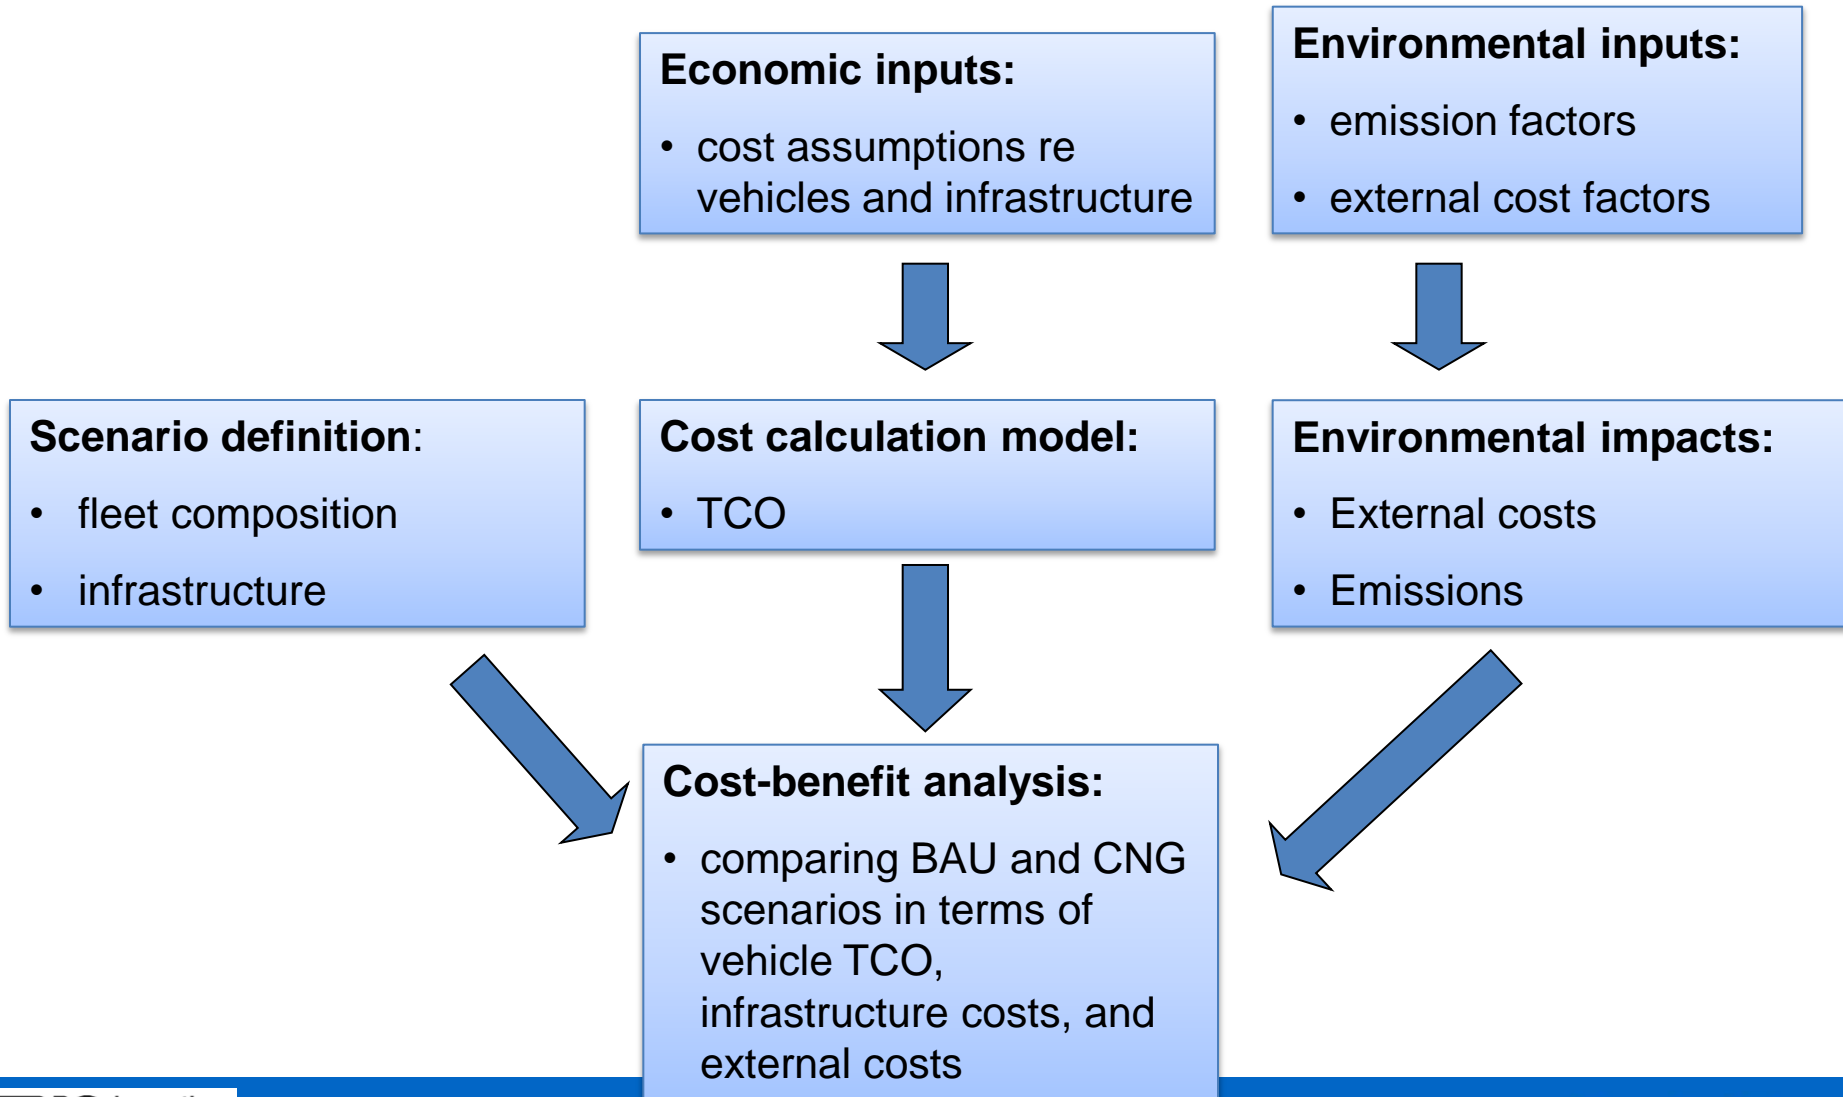 Economic inputs:
• cost assumptions re
vehicles and infrastructure
Environmental inputs:
• emission factors
• external cost factors
Scenario definition:
• fleet composition
• infrastructure
Cost calculation model:
• TCO
Environmental impacts:
• External costs
• Emissions
Cost-benefit analysis:
• comparing BAU and CNG
scenarios in terms of
vehicle TCO,
infrastructure costs, and
external costs